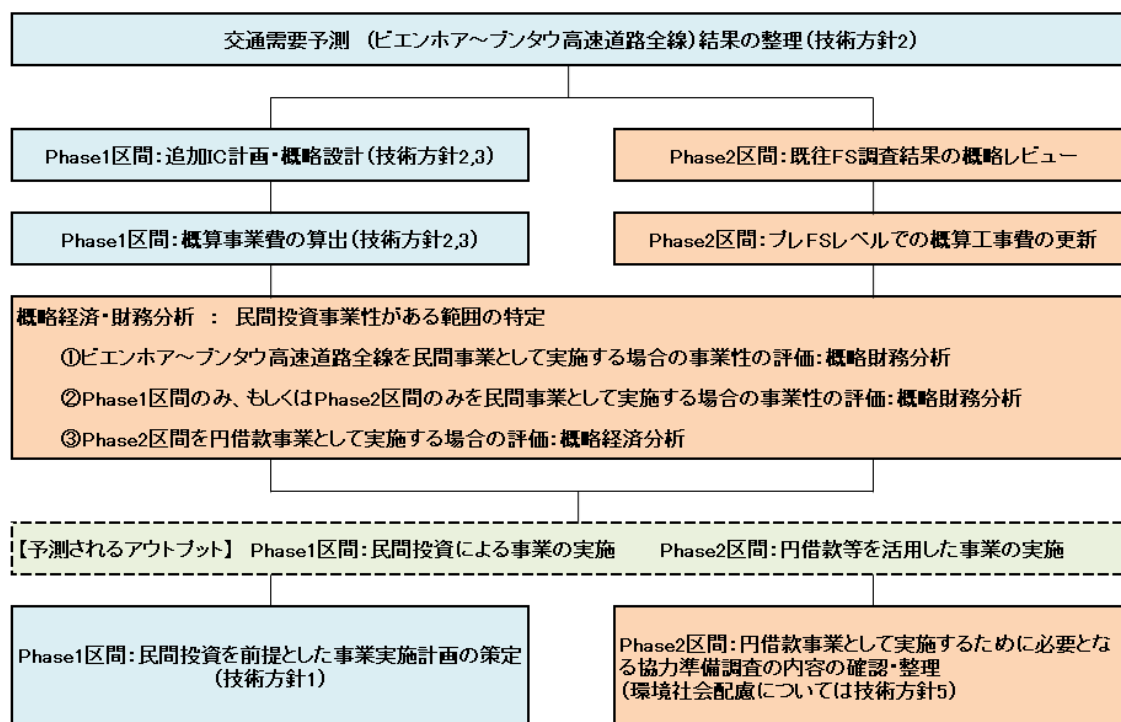 交通需要予測　(ビエンホア～ブンタウ高速道路全線)結果の整理(技術方針2)
Phase1区間:追加IC計画・概略設計(技術方針2,3)
Phase2区間:既往FS調査結果の概略レビュー
Phase1区間:概算事業費の算出(技術方針2,3)
Phase2区間:プレFSレベルでの概算工事費の更新
概略経済・財務分析　:　民間投資事業性がある範囲の特定
①ビエンホア～ブンタウ高速道路全線を民間事業として実施する場合の事業性の評価:概略財務分析
②Phase1区間のみ、もしくはPhase2区間のみを民間事業として実施する場合の事業性の評価:概略財務分析
③Phase2区間を円借款事業として実施する場合の評価:概略経済分析
【予測されるアウトプット】　Phase1区間:民間投資による事業の実施　　Phase2区間:円借款等を活用した事業の実施
Phase1区間:民間投資を前提とした事業実施計画の策定
(技術方針1)
Phase2区間:円借款事業として実施するために必要とな
る協力準備調査の内容の確認・整理
(環境社会配慮については技術方針5)